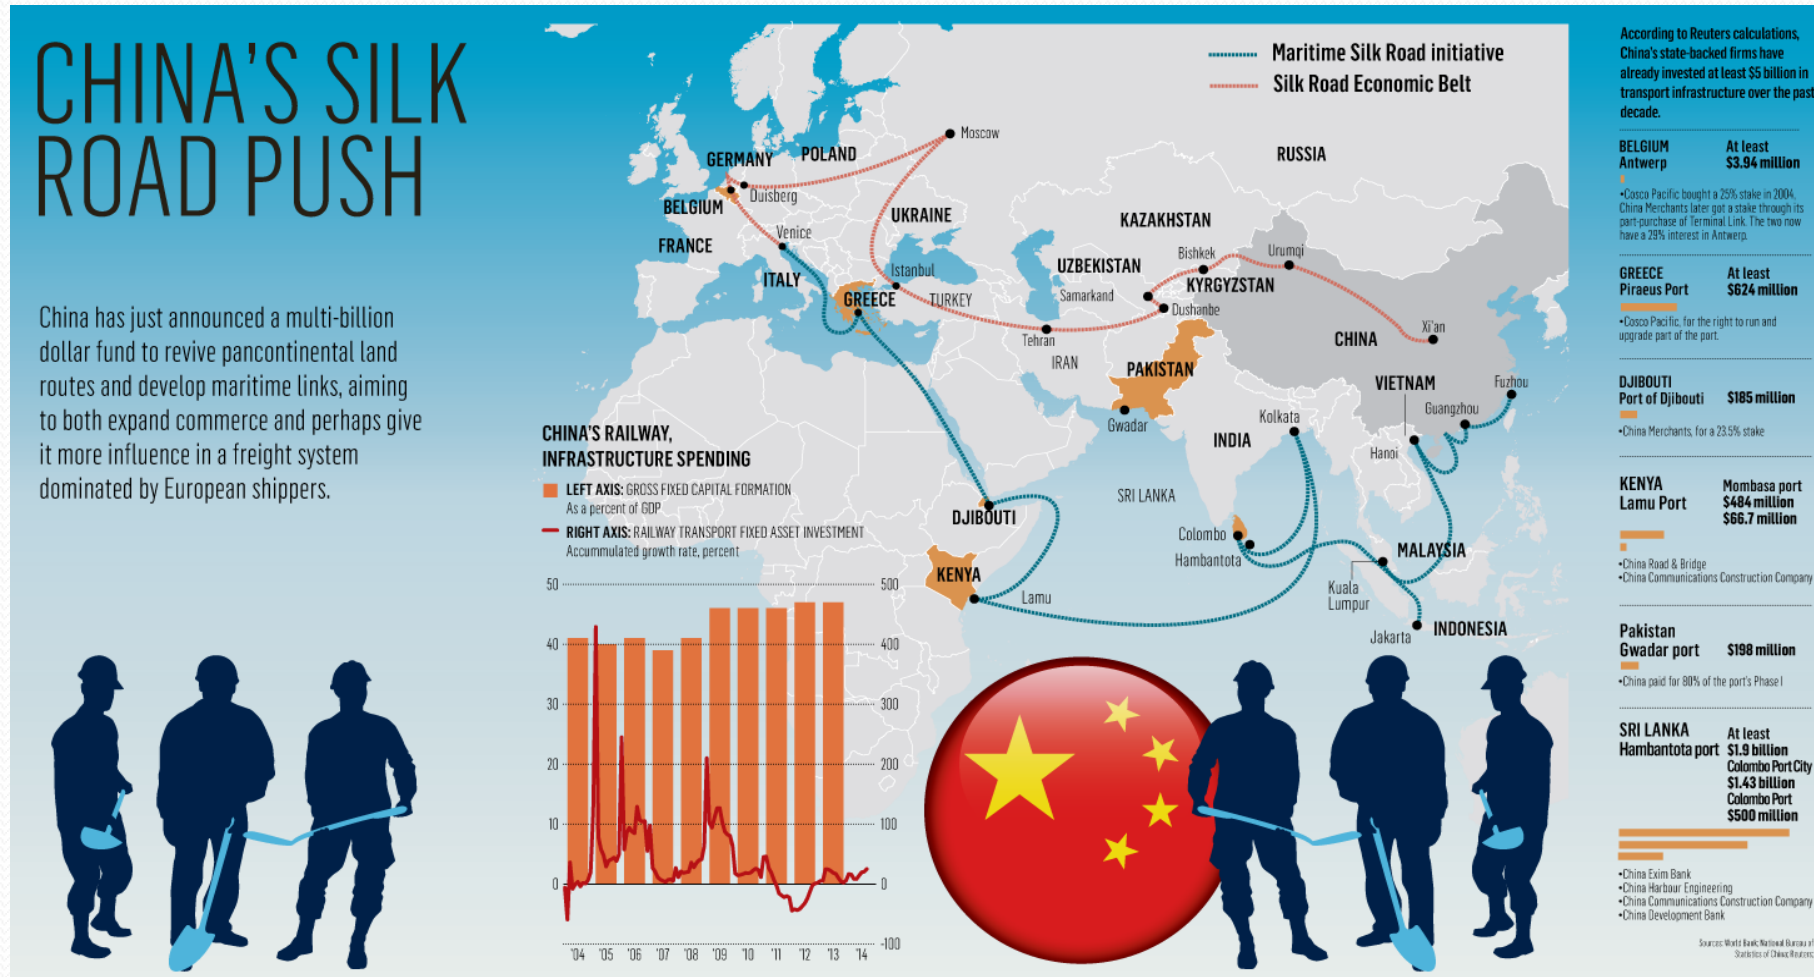 CHINA'S SILK
ROAD PUSH
China has just announced a multi-billion
dollar fund to revive pancontinental land
routes and develop maritime links, aiming
to both expand commerce and perhaps give
it more influence in a freight system
dominated by European shippers.
Maritime Silk Road initiative
Silk Road Economic Belt
Moscow
GERMANY
POLAND
RUSSIA
Duisberg
BELGIUM
UKRAINE
KAZAKHSTAN
Venice
FRANCE
Bishkek
Urumqi
ITALY
Istanbul
UZBEKISTAN
KYRGYZSTAN
GREECE
TURKEY
Samarkand
Dushanbe
Tehran
Xi'an
IRAN
CHINA
PAKISTAN
VIETNAM
Fuzhou
Gwadar
Kolkata
Guangzhou
INDIA
Hanoi
SRI LANKA
DJIBOUTI
Colombo
Hambantota
MALAYSIA
KENYA
Lamu
Kuala
Lumpur
Jakarta
INDONESIA
CHINA'S RAILWAY,
INFRASTRUCTURE SPENDING
LEFT AXIS: GROSS FIXED CAPITAL FORMATION
As a percent of GDP
RIGHT AXIS: RAILWAY TRANSPORT FIXED ASSET INVESTMENT
Accummulated growth rate, percent
50 500
40 400
30 300
20 200
10 100
0 0
-100
'04 '05 '06 '07 '08 '09 '10 '11 '12 '13 '14
According to Reuters calculations,
China's state-backed firms have
already invested at least $5 billion in
transport infrastructure over the past
decade.
BELGIUM At least
Antwerp $3.94 million
•Cosco Pacific bought a 25% stake in 2004.
China Merchants later got a stake through its
part-purchase of Terminal Link. The two now
have a 29% interest in Antwerp.
GREECE At least
Piraeus Port $624 million
•Cosco Pacific, for the right to run and
upgrade part of the port.
DJIBOUTI
Port of Djibouti $185 million
•China Merchants, for a 23.5% stake
KENYA Mombasa port
Lamu Port $484 million
$66.7 million
•China Road & Bridge
•China Communications Construction Company
Pakistan
Gwadar port $198 million
•China paid for 80% of the port's Phase I
SRI LANKA At least
Hambantota port $1.9 billion
Colombo Port City
$1.43 billion
Colombo Port
$500 million
•China Exim Bank
•China Harbour Engineering
•China Communications Construction Company
•China Development Bank
Sources: World Bank; National Bureau of
Statistics of China; Reuters